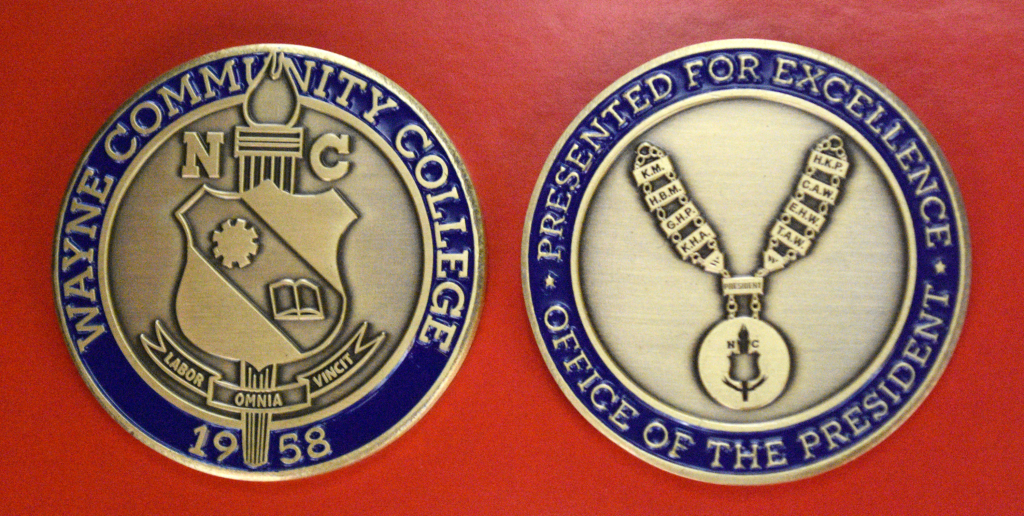 WAYNE COMMUNITY COLLEGE
N C
LABOR
OMNIA
VINCIT
1958
PRESENTED FOR EXCELLENCE
K.M.
H.B.M.
G.H.P.
K.H.A.
H.K.P.
C.A.W.
E.H.W.
T.A.W.
PRESIDENT
N C
OFFICE OF THE PRESIDENT